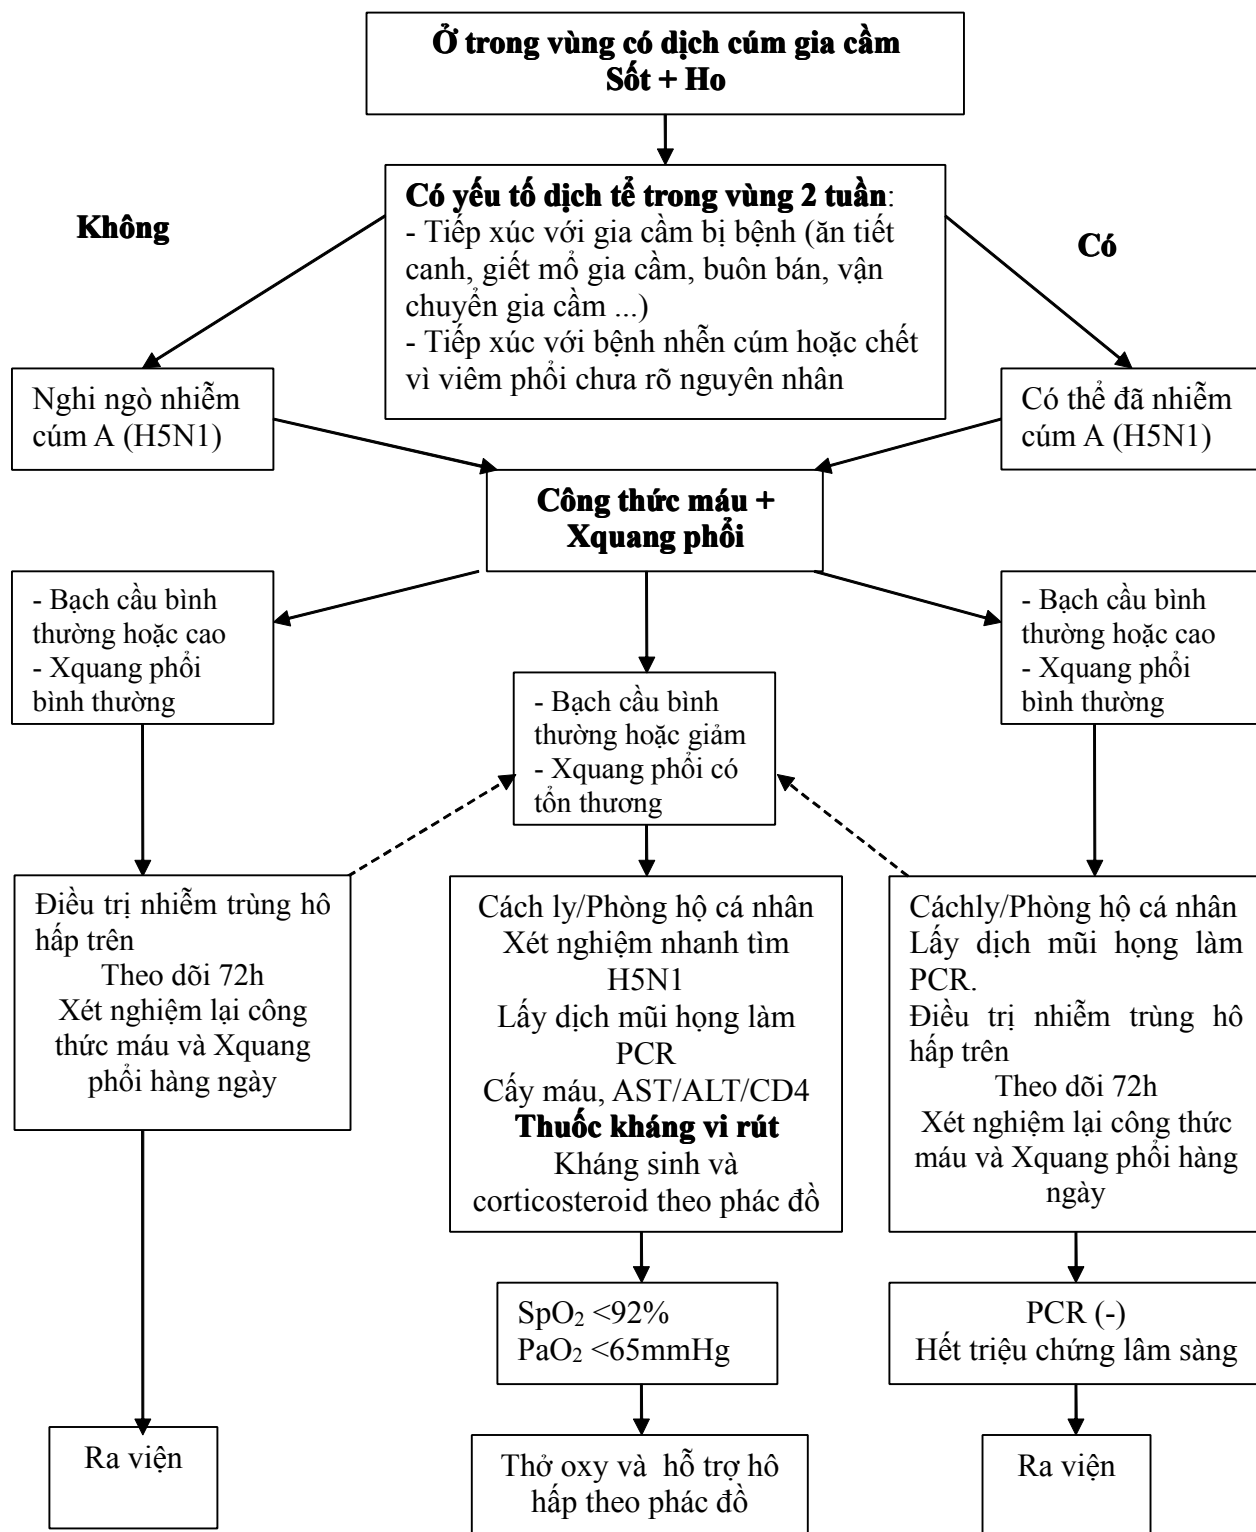 Ở trong vùng có dịch cúm gia cầm
Sốt + Ho
Có yếu tố dịch tể trong vùng 2 tuần:
- Tiếp xúc với gia cầm bị bệnh (ăn tiết
canh, giết mổ gia cầm, buôn bán, vận
chuyển gia cầm ...)
- Tiếp xúc với bệnh nhễn cúm hoặc chết
vì viêm phổi chưa rõ nguyên nhân
Không
Có
Nghi ngò nhiễm
cúm A (H5N1)
Có thể đã nhiễm
cúm A (H5N1)
Công thức máu +
Xquang phổi
- Bạch cầu bình
thường hoặc cao
- Xquang phổi
bình thường
- Bạch cầu bình
thường hoặc giảm
- Xquang phổi có
tổn thương
- Bạch cầu bình
thường hoặc cao
- Xquang phổi
bình thường
Điều trị nhiễm trùng hô
hấp trên
Theo dõi 72h
Xét nghiệm lại công
thức máu và Xquang
phổi hàng ngày
Cách ly/Phòng hộ cá nhân
Xét nghiệm nhanh tìm
H5N1
Lấy dịch mũi họng làm
PCR
Cấy máu, AST/ALT/CD4
Thuốc kháng vi rút
Kháng sinh và
corticosteroid theo phác đồ
Cáchly/Phòng hộ cá nhân
Lấy dịch mũi họng làm
PCR.
Điều trị nhiễm trùng hô
hấp trên
Theo dõi 72h
Xét nghiệm lại công thức
máu và Xquang phổi hàng
ngày
SpO₂ <92%
PaO₂ <65mmHg
PCR (-)
Hết triệu chứng lâm sàng
Ra viện
Thở oxy và hỗ trợ hô
hấp theo phác đồ
Ra viện